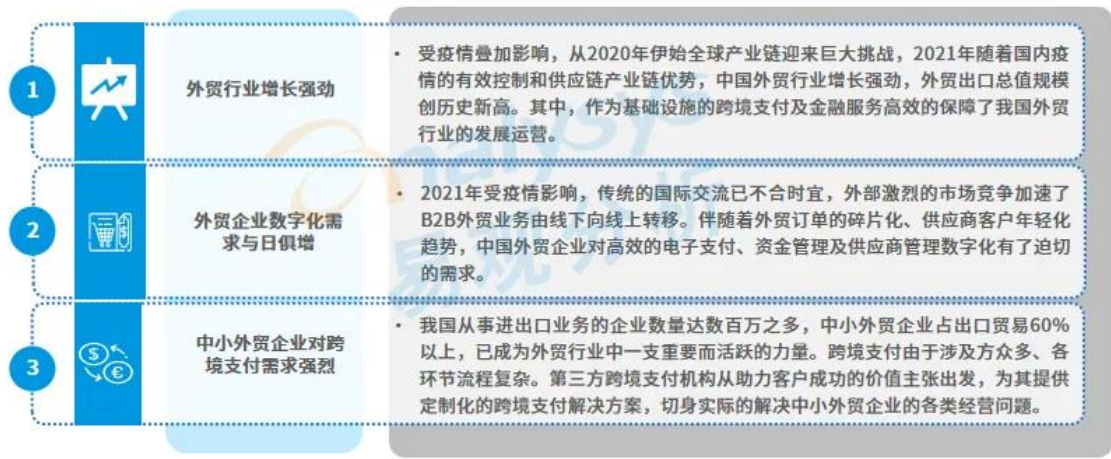 1
外贸行业增长强劲
• 受疫情叠加影响，从2020年伊始全球产业链迎来巨大挑战，2021年随着国内疫
情的有效控制和供应链产业链优势，中国外贸行业增长强劲，外贸出口总值规模
创历史新高。其中，作为基础设施的跨境支付及金融服务高效的保障了我国外贸
行业的发展运营。
2
外贸企业数字化需
求与日俱增
• 2021年受疫情影响，传统的国际交流已不合时宜，外部激烈的市场竞争加速了
B2B外贸业务由线下向线上转移。伴随着外贸订单的碎片化、供应商客户年轻化
趋势，中国外贸企业对高效的电子支付、资金管理及供应商管理数字化有了迫切
的需求。
3
$
€
中小外贸企业对跨
境支付需求强烈
• 我国从事进出口业务的企业数量达数百万之多，中小外贸企业占出口贸易60%
以上，已成为外贸行业中一支重要而活跃的力量。跨境支付由于涉及方众多、各
环节流程复杂。第三方跨境支付机构从助力客户成功的价值主张出发，为其提供
定制化的跨境支付解决方案，切身实际的解决中小外贸企业的各类经营问题。
analysys
易观分析